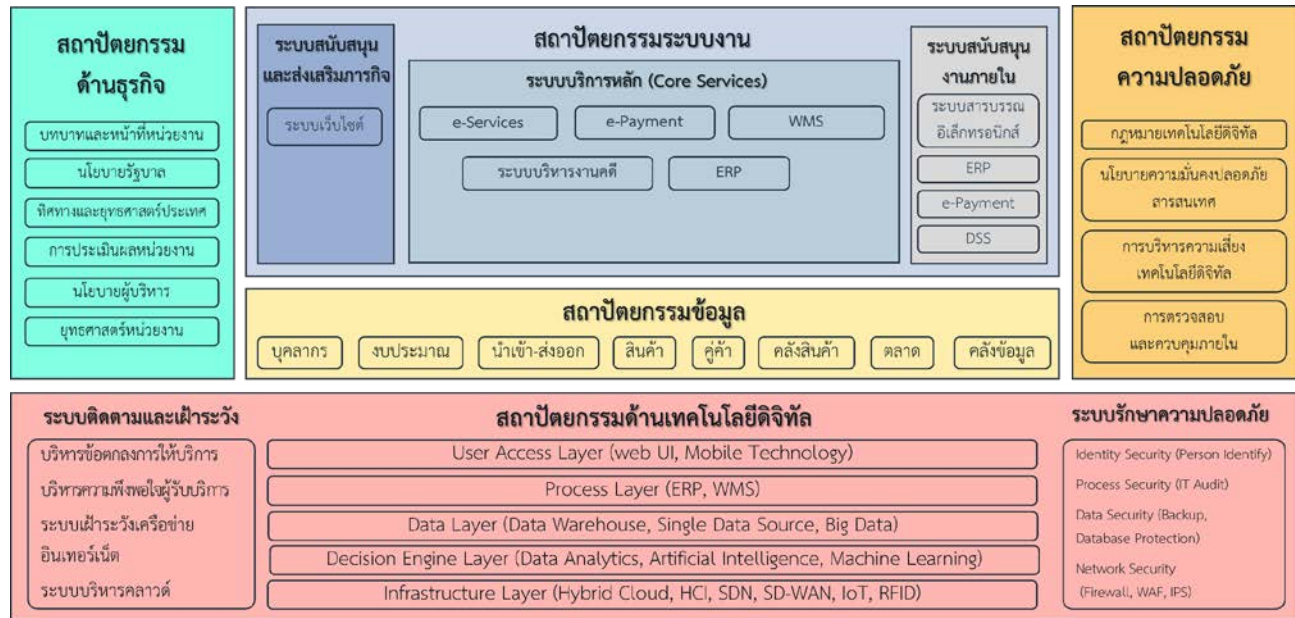 สถาปัตยกรรม
ด้านธุรกิจ
บทบาทและหน้าที่หน่วยงาน
นโยบายรัฐบาล
ทิศทางและยุทธศาสตร์ประเทศ
การประเมินผลหน่วยงาน
นโยบายผู้บริหาร
ยุทธศาสตร์หน่วยงาน
ระบบสนับสนุน
และส่งเสริมภารกิจ
ระบบเว็บไซต์
สถาปัตยกรรมระบบงาน
ระบบบริการหลัก (Core Services)
e-Services
e-Payment
WMS
ระบบบริหารงานคดี
ERP
ระบบสนับสนุน
งานภายใน
ระบบสารบรรณ
อิเล็กทรอนิกส์
ERP
e-Payment
DSS
สถาปัตยกรรมข้อมูล
บุคลากร
งบประมาณ
นำเข้า-ส่งออก
สินค้า
คู่ค้า
คลังสินค้า
ตลาด
คลังข้อมูล
สถาปัตยกรรม
ความปลอดภัย
กฎหมายเทคโนโลยีดิจิทัล
นโยบายความมั่นคงปลอดภัย
สารสนเทศ
การบริหารความเสี่ยง
เทคโนโลยีดิจิทัล
การตรวจสอบ
และควบคุมภายใน
ระบบติดตามและเฝ้าระวัง
บริหารข้อตกลงการให้บริการ
บริหารความพึงพอใจผู้รับบริการ
ระบบเฝ้าระวังเครือข่าย
อินเทอร์เน็ต
ระบบบริหารคลาวด์
สถาปัตยกรรมด้านเทคโนโลยีดิจิทัล
User Access Layer (web UI, Mobile Technology)
Process Layer (ERP, WMS)
Data Layer (Data Warehouse, Single Data Source, Big Data)
Decision Engine Layer (Data Analytics, Artificial Intelligence, Machine Learning)
Infrastructure Layer (Hybrid Cloud, HCI, SDN, SD-WAN, IoT, RFID)
ระบบรักษาความปลอดภัย
Identity Security (Person Identify)
Process Security (IT Audit)
Data Security (Backup,
Database Protection)
Network Security
(Firewall, WAF, IPS)